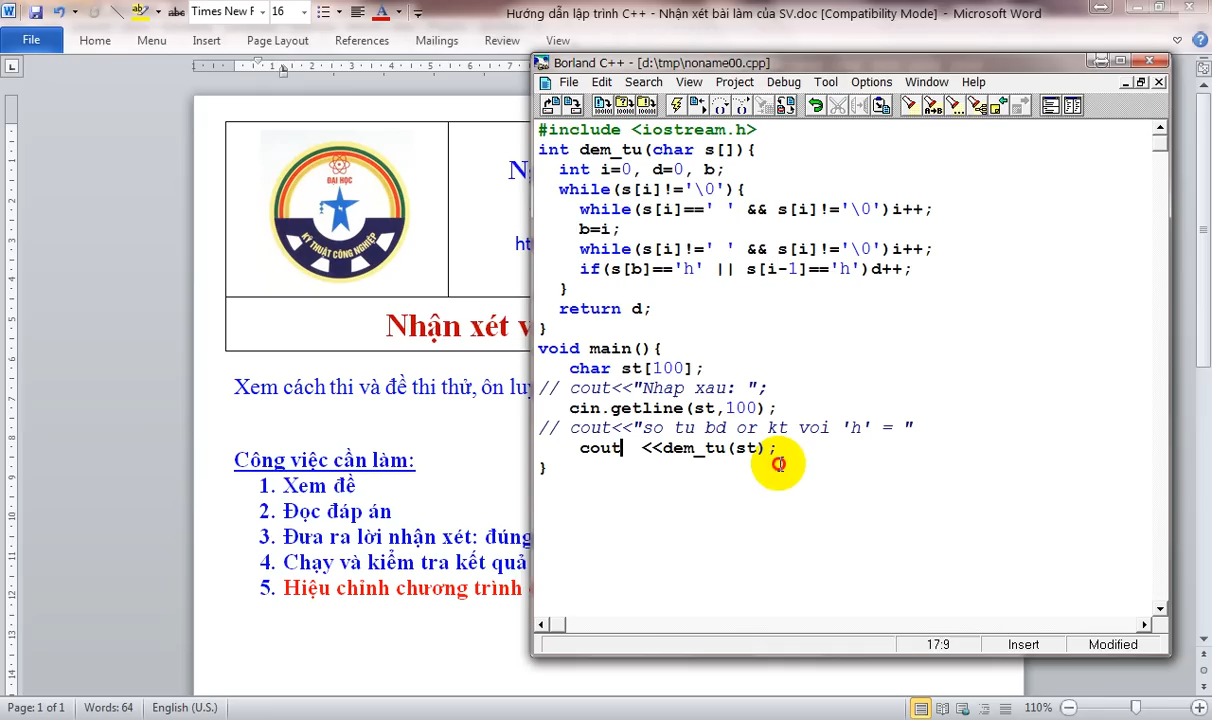 Hướng dẫn lập trình C++ - Nhận xét bài làm của SV.doc [Compatibility Mode] - Microsoft Word
Times New F 16
File Home Menu Insert Page Layout References Mailings Review View
Borland C++ - [d:\tmp\noname00.cpp]
File Edit Search View Project Debug Tool Options Window Help
#include <iostream.h>
int dem_tu(char s[]){
int i=0, d=0, b;
while(s[i]!='\0'){
while(s[i]==' ' && s[i]!='\0')i++;
b=i;
while(s[i]!=' ' && s[i]!='\0')i++;
if(s[b]=='h' || s[i-1]=='h')d++;
}
return d;
}
void main(){
char st[100];
// cout<<"Nhap xau: ";
cin.getline(st,100);
// cout<<"so tu bd or kt voi 'h' = "
cout <<dem_tu(st);
}
17:9 Insert Modified
ĐẠI HỌC
KỸ THUẬT CÔNG NGHIỆP
Nhận xét v
Xem cách thi và đề thi thử, ôn luy
Công việc cần làm:
1. Xem đề
2. Đọc đáp án
3. Đưa ra lời nhận xét: đúng
4. Chạy và kiểm tra kết quả
5. Hiệu chỉnh chương trình
Page: 1 of 1 Words: 64 English (U.S.) 110%